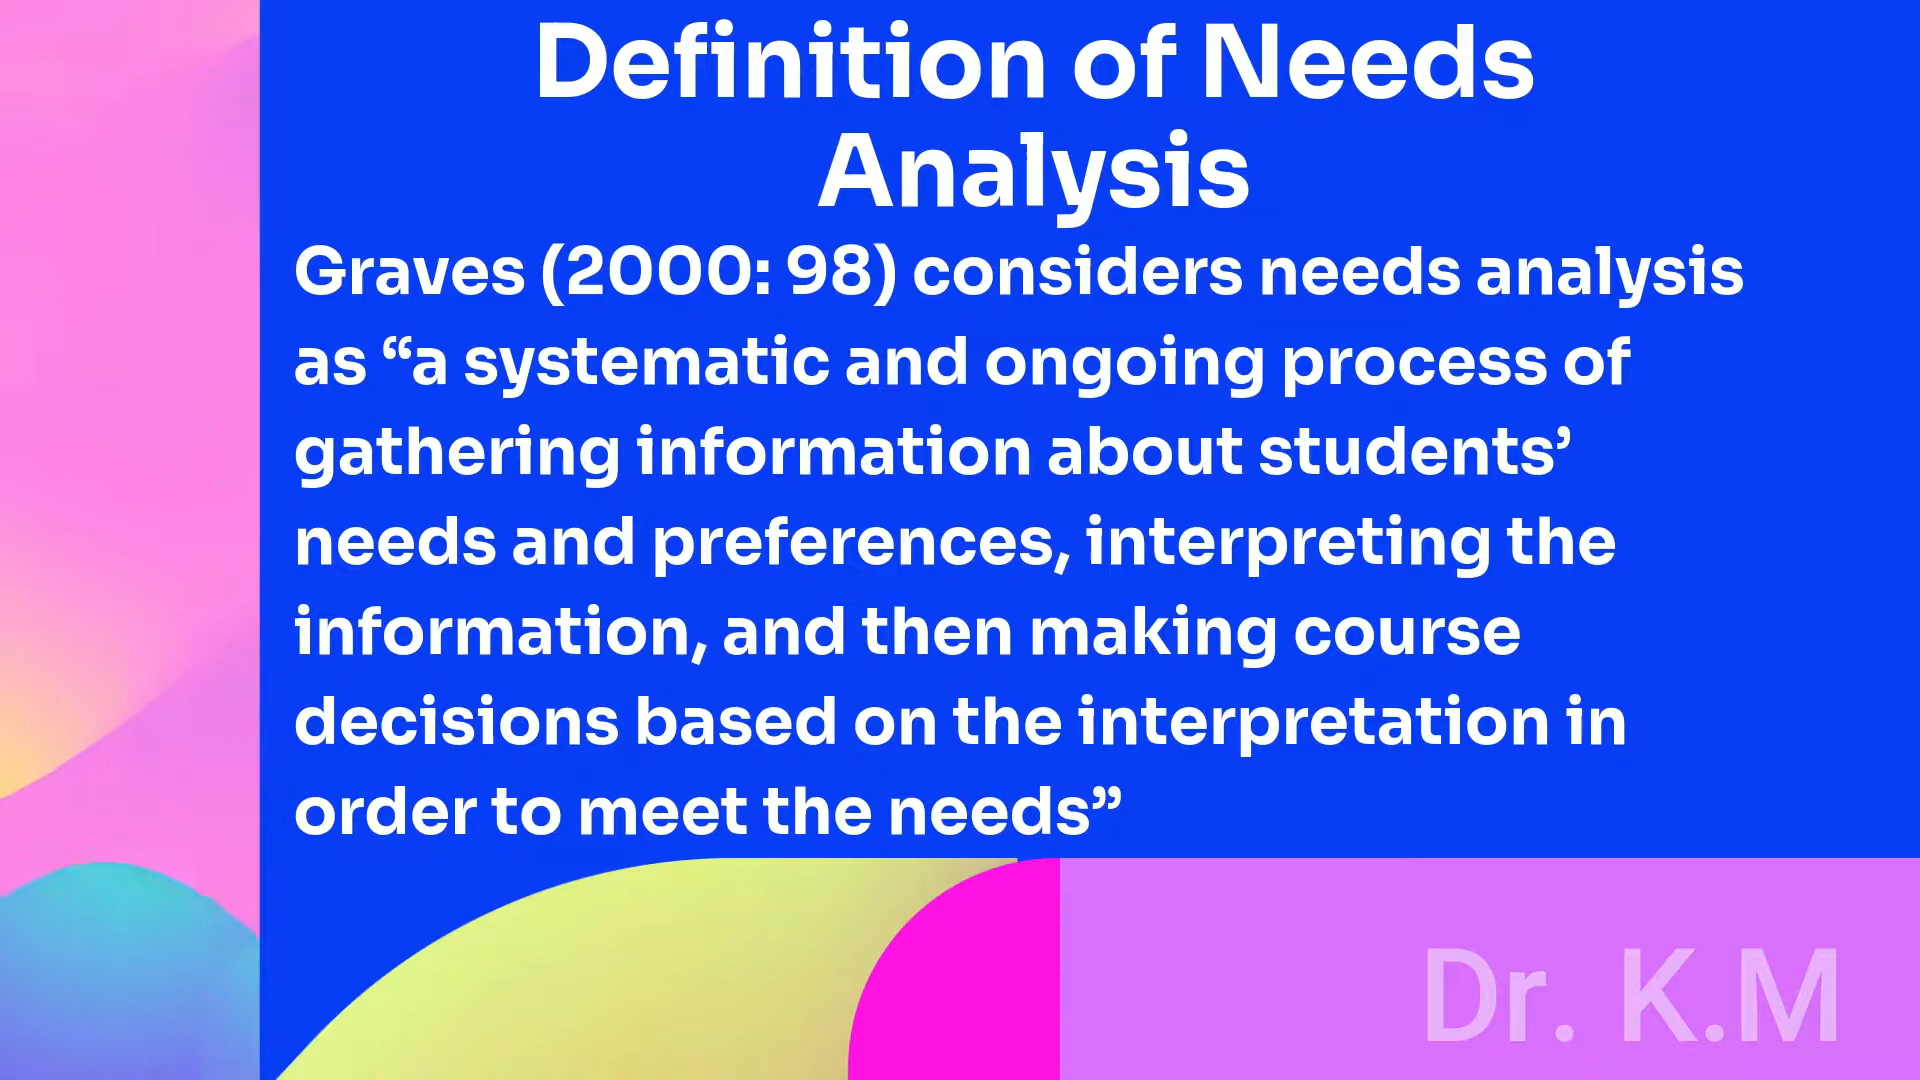 Definition of Needs
Analysis
Graves (2000: 98) considers needs analysis
as “a systematic and ongoing process of
gathering information about students’
needs and preferences, interpreting the
information, and then making course
decisions based on the interpretation in
order to meet the needs”
Dr. K.M